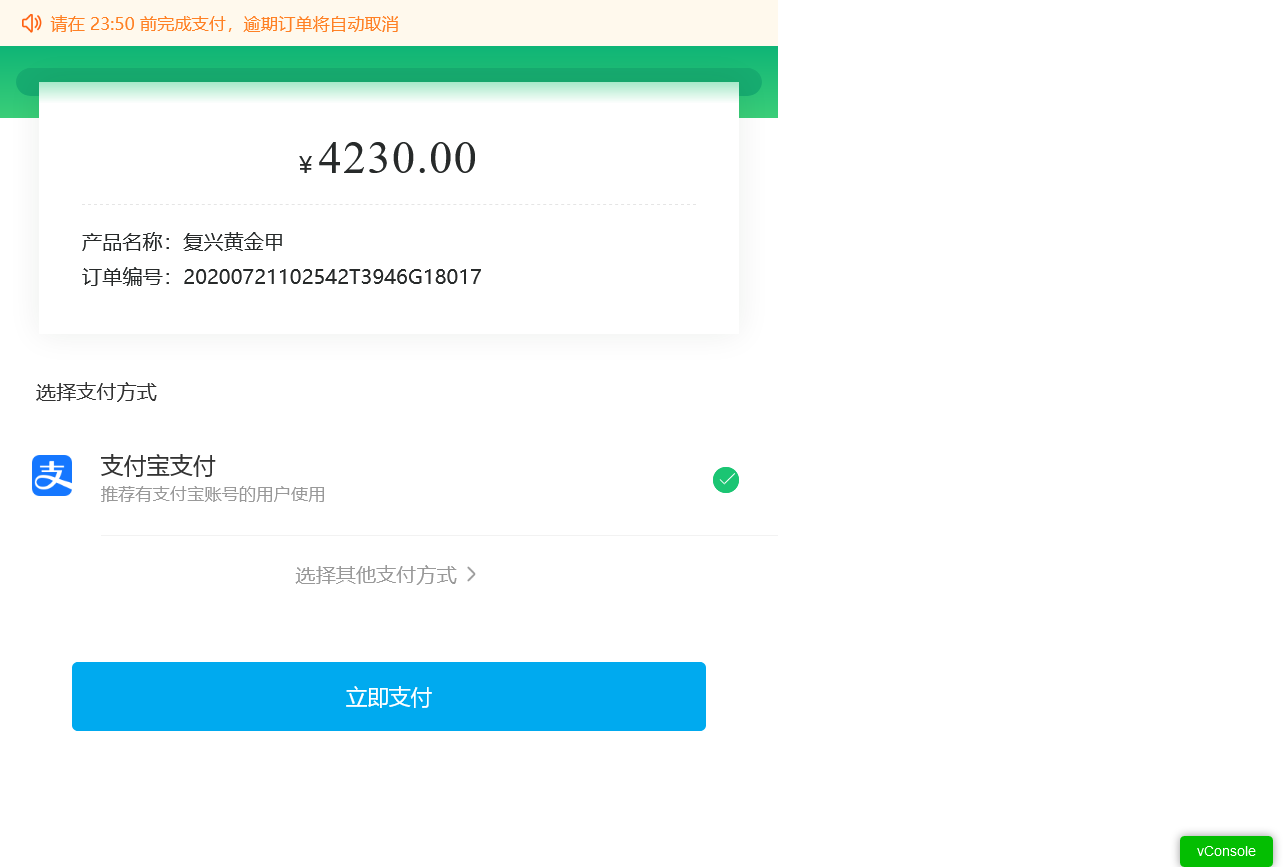 请在 23:50 前完成支付，逾期订单将自动取消
¥4230.00
产品名称：复兴黄金甲
订单编号：20200721102542T3946G18017
选择支付方式
支付宝支付
推荐有支付宝账号的用户使用
选择其他支付方式
立即支付
vConsole